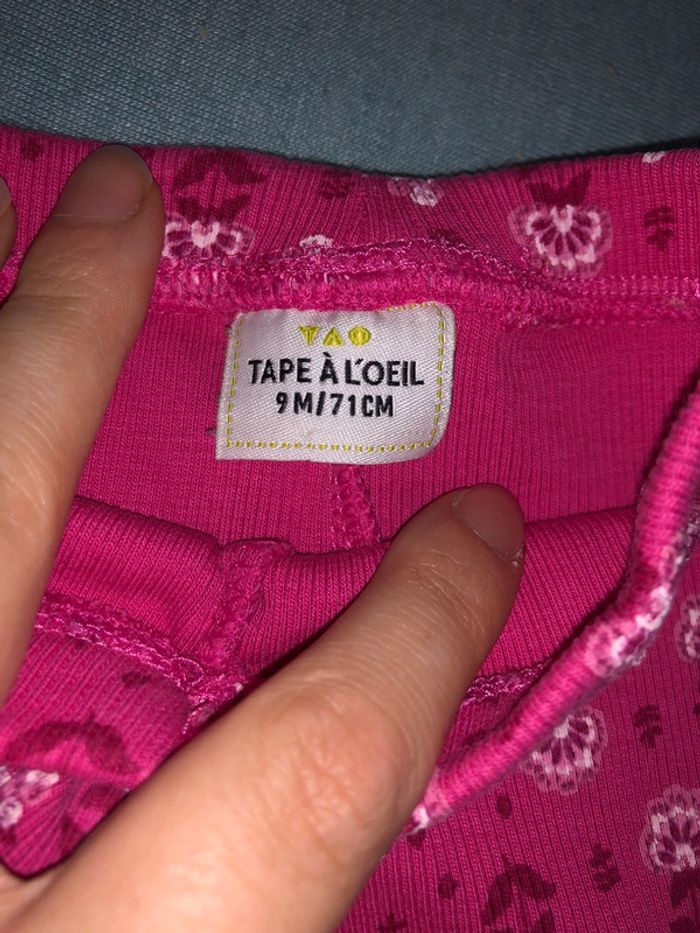 TAO
TAPE À L'OEIL
9M/71CM